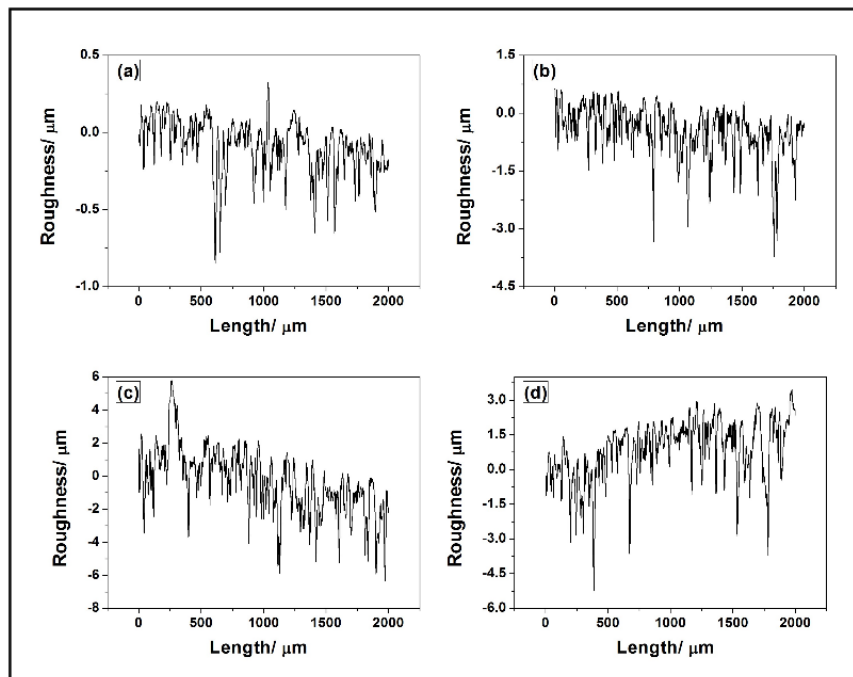 (a)
0.5
0.0
-0.5
-1.0
Roughness/ μm
0 500 1000 1500 2000
Length/ μm
(b)
1.5
0.0
-1.5
-3.0
-4.5
Roughness/ μm
0 500 1000 1500 2000
Length/ μm
(c)
6
4
2
0
-2
-4
-6
-8
Roughness/ μm
0 500 1000 1500 2000
Length/ μm
(d)
3.0
1.5
0.0
-1.5
-3.0
-4.5
-6.0
Roughness/ μm
0 500 1000 1500 2000
Length/ μm